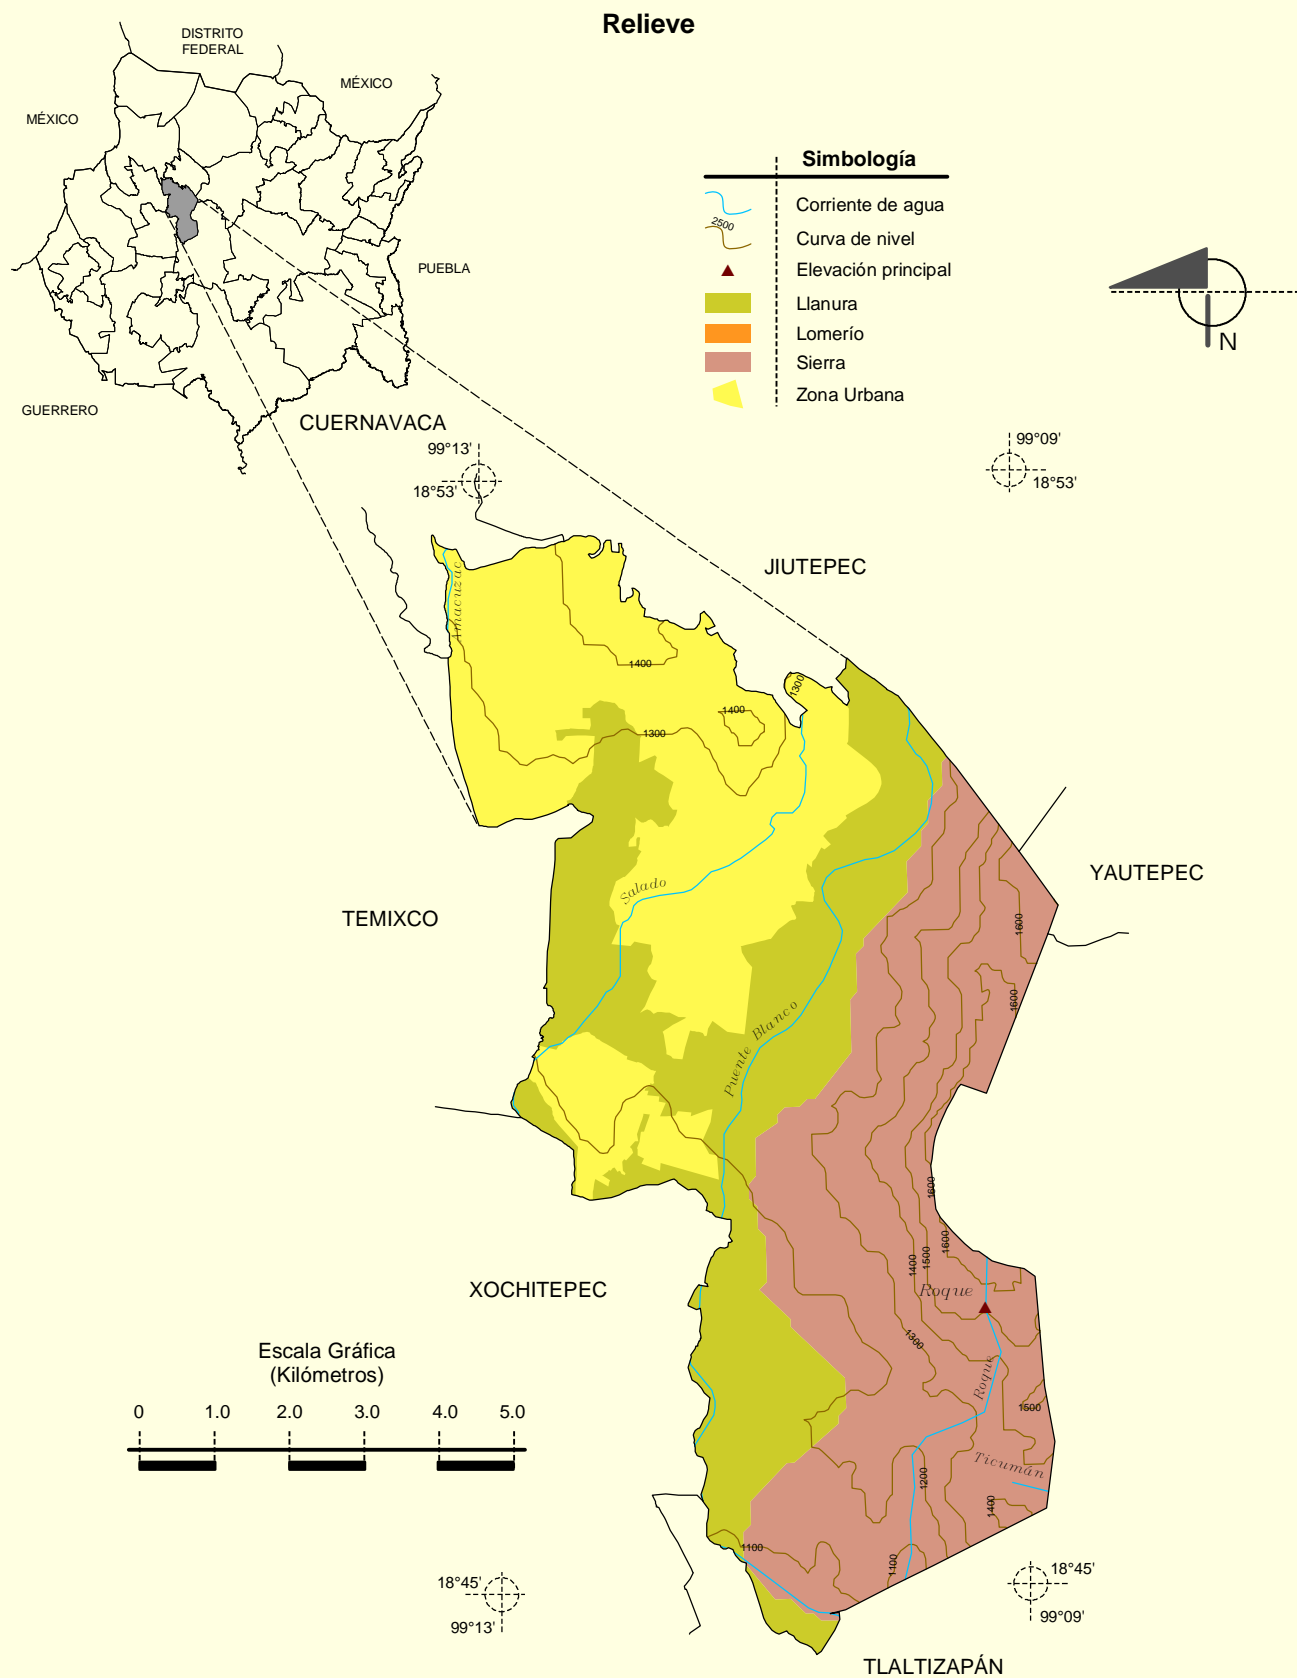 Relieve
DISTRITO
FEDERAL
MÉXICO
MÉXICO
PUEBLA
GUERRERO
Simbología
Corriente de agua
2500
Curva de nivel
Elevación principal
Llanura
Lomerío
Sierra
Zona Urbana
N
CUERNAVACA
99°13'
18°53'
99°09'
18°53'
JIUTEPEC
Amacuzac
1400
1300
1400
1300
YAUTEPEC
Salado
TEMIXCO
1600
1600
Puente Blanco
1600
1600
1500
1400
XOCHITEPEC
Roque
1300
Roque
1500
Ticumán
1200
1400
1100
1100
Escala Gráfica
(Kilómetros)
0 1.0 2.0 3.0 4.0 5.0
18°45'
99°13'
18°45'
99°09'
TLALTIZAPÁN